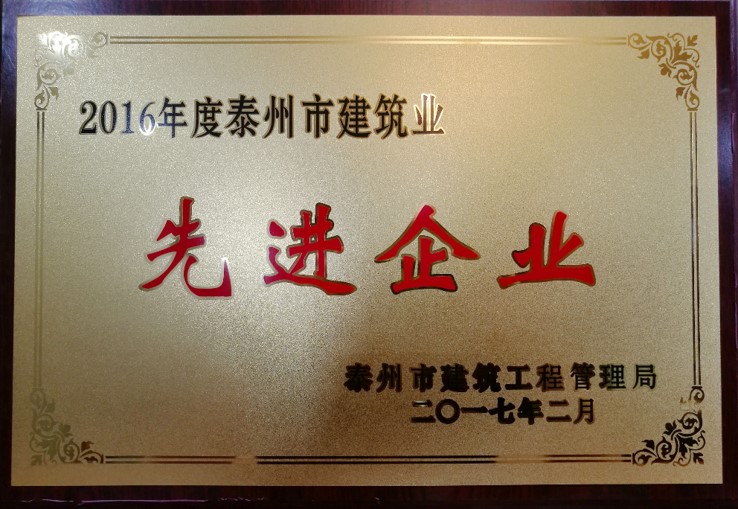 2016年度泰州市建筑业
先进企业
泰州市建筑工程管理局
二〇一七年二月